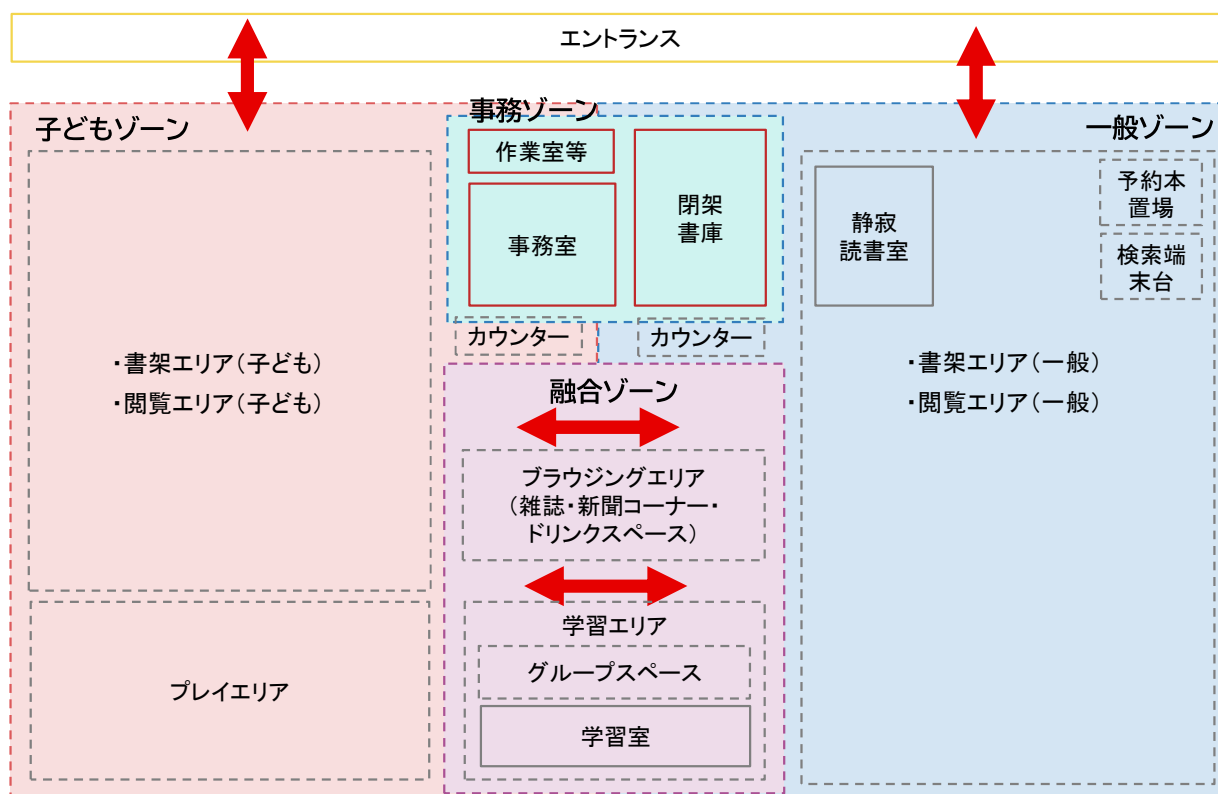 エントランス
子どもゾーン
事務ゾーン
一般ゾーン
作業室等
事務室
閉架
書庫
静寂
読書室
予約本
置場
検索端
末台
カウンター
カウンター
・書架エリア（子ども）
・閲覧エリア（子ども）
・書架エリア（一般）
・閲覧エリア（一般）
融合ゾーン
ブラウジングエリア
（雑誌・新聞コーナー・
ドリンクスペース）
学習エリア
グループスペース
学習室
プレイエリア